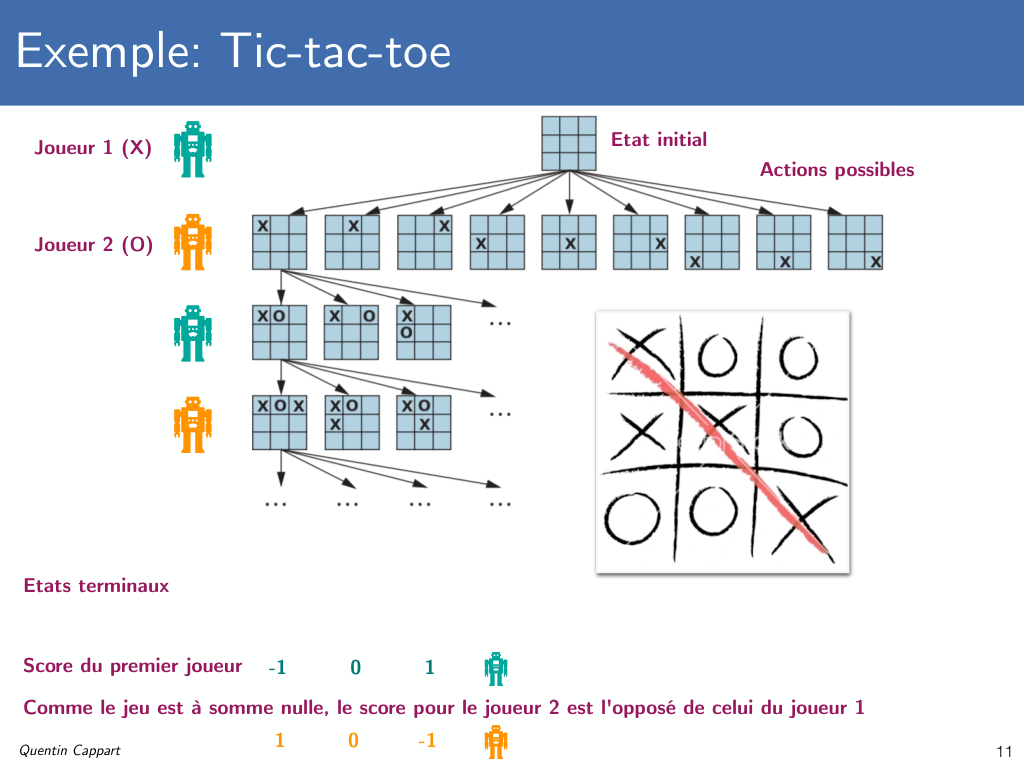 Exemple: Tic-tac-toe
Joueur 1 (X)
Etat initial
Actions possibles
Joueur 2 (O)
X X X X X X X X X
X O X O X
O
...
X O X X O X O
X X
...
... ... ... ...
X O O
X X O
O O X
Etats terminaux
Score du premier joueur -1 0 1
Comme le jeu est à somme nulle, le score pour le joueur 2 est l'opposé de celui du joueur 1
1 0 -1
Quentin Cappart
11